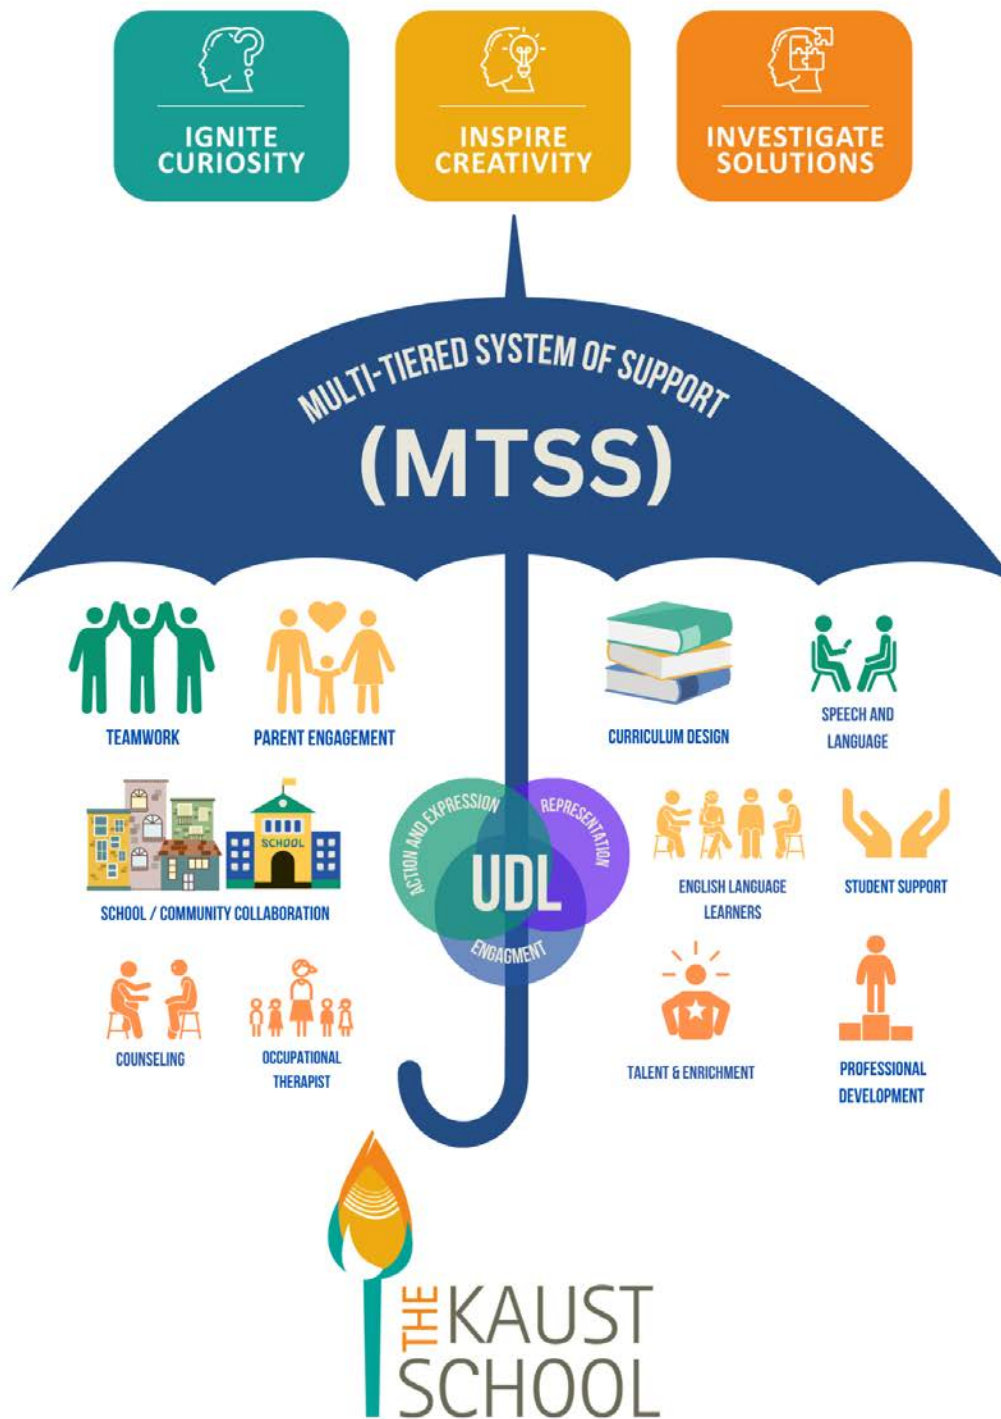 IGNITE
CURIOSITY
INSPIRE
CREATIVITY
INVESTIGATE
SOLUTIONS
MULTI-TIERED SYSTEM OF SUPPORT
(MTSS)
TEAMWORK
PARENT ENGAGEMENT
CURRICULUM DESIGN
SPEECH AND
LANGUAGE
SCHOOL
SCHOOL / COMMUNITY COLLABORATION
ACTION AND EXPRESSION
REPRESENTATION
UDL
ENGAGMENT
ENGLISH LANGUAGE
LEARNERS
STUDENT SUPPORT
COUNSELING
OCCUPATIONAL
THERAPIST
TALENT & ENRICHMENT
PROFESSIONAL
DEVELOPMENT
THE
KAUST
SCHOOL